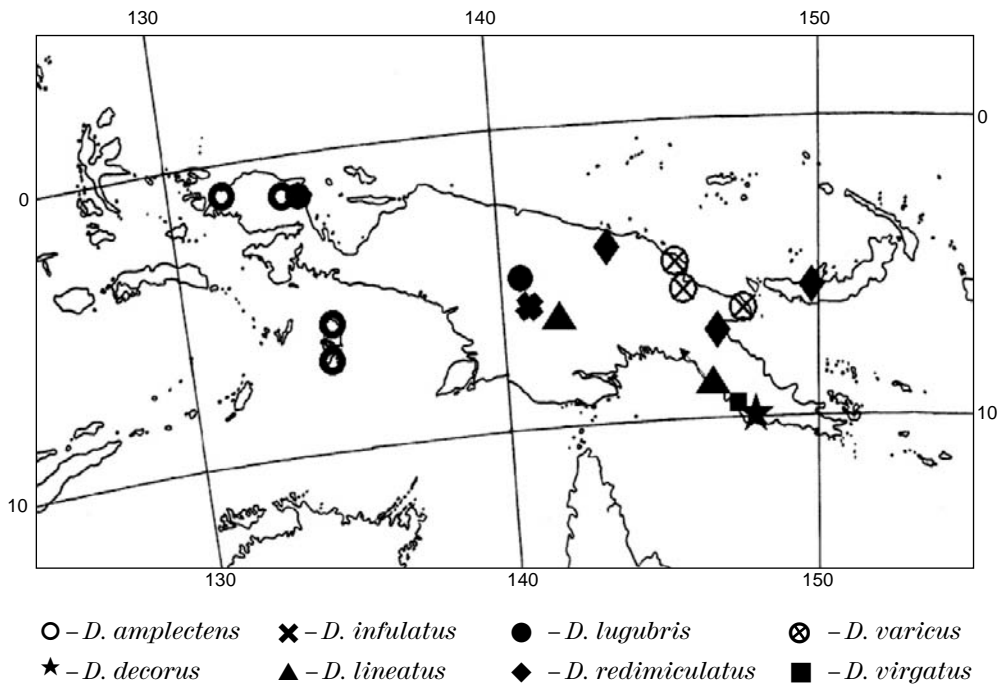 130 140 150
0
0
10
10
130 140 150
– D. amplectens – D. infulatus – D. lugubris – D. varicus
– D. decorus – D. lineatus – D. redimiculatus – D. virgatus